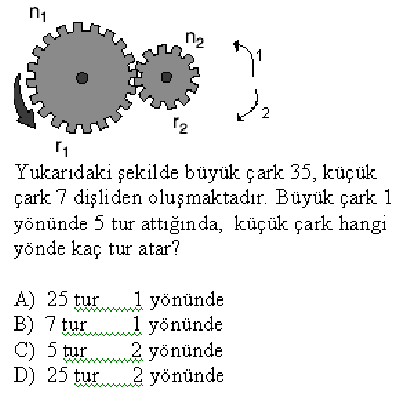 n1
n2
1
2
r2
r1
Yukarıdaki şekilde büyük çark 35, küçük
çark 7 dişliden oluşmaktadır. Büyük çark 1
yönünde 5 tur attığında, küçük çark hangi
yönde kaç tur atar?
A) 25 tur 1 yönünde
B) 7 tur 1 yönünde
C) 5 tur 2 yönünde
D) 25 tur 2 yönünde